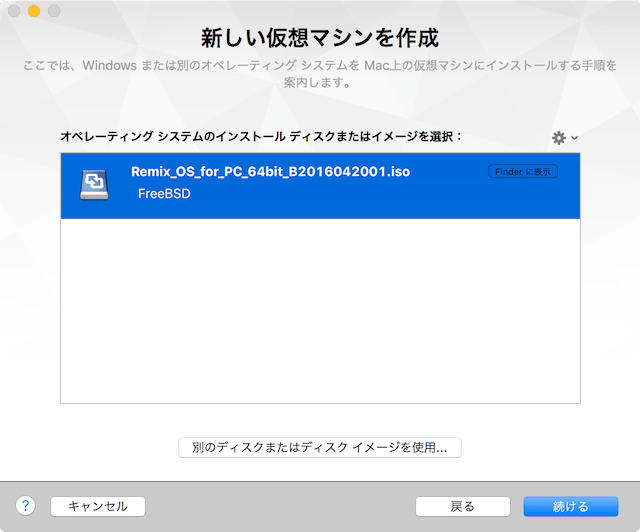 新しい仮想マシンを作成
ここでは、Windows または別のオペレーティング システムを Mac上の仮想マシンにインストールする手順を
案内します。
オペレーティング システムのインストール ディスクまたはイメージを選択：
Remix_OS_for_PC_64bit_B2016042001.iso
Finder に表示
FreeBSD
別のディスクまたはディスク イメージを使用...
?
キャンセル
戻る
続ける